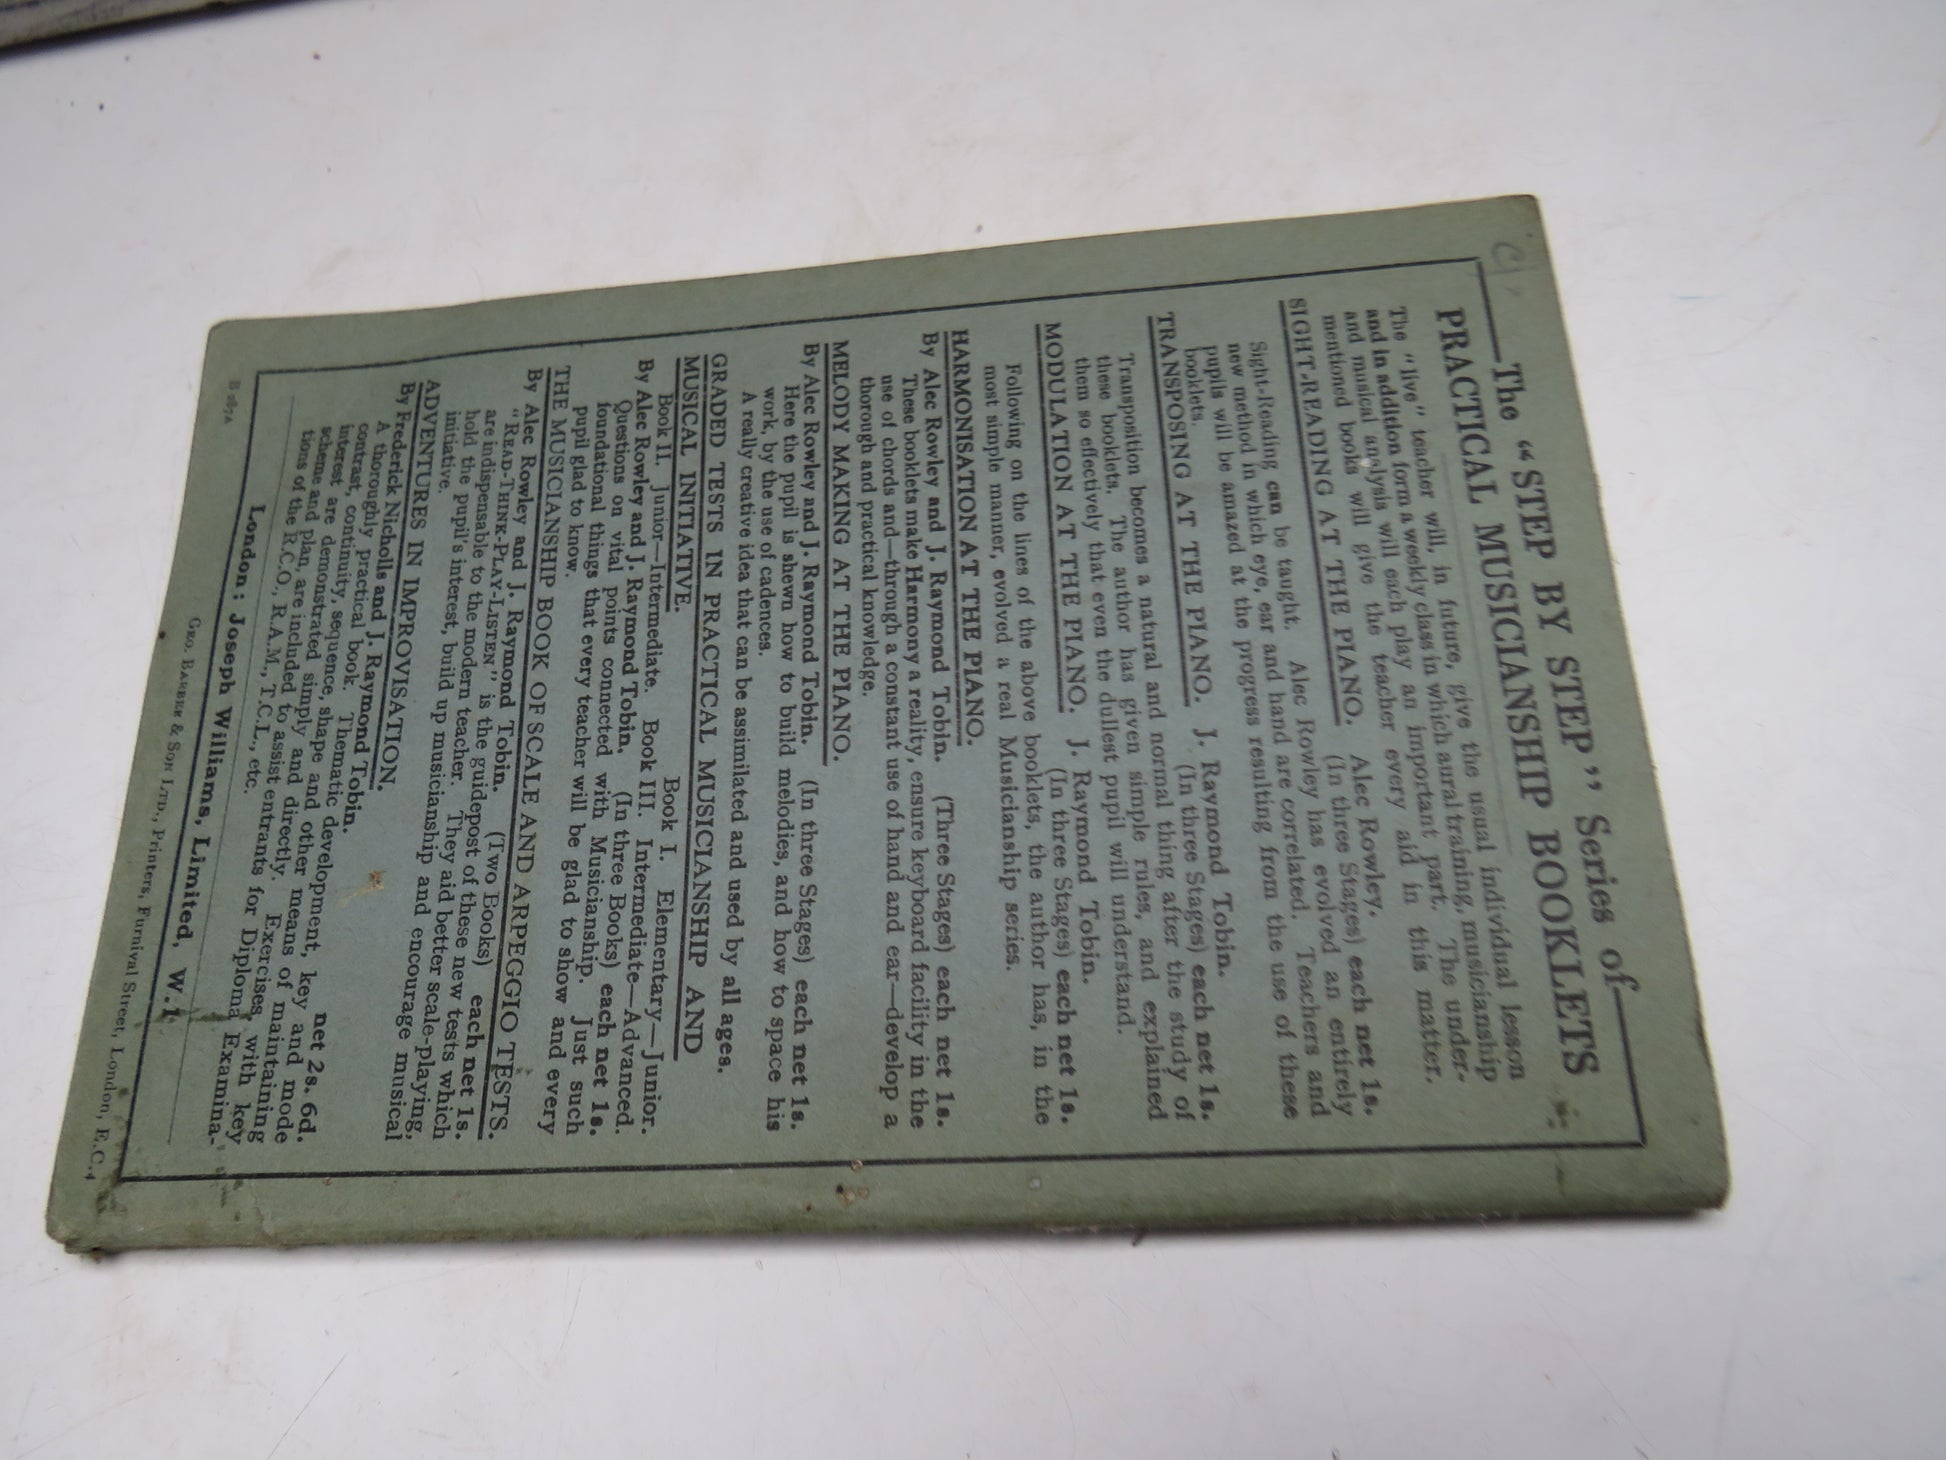 The "STEP BY STEP" Series of
PRACTICAL MUSICIANSHIP BOOKLETS
The "live" teacher will, in future, give the usual individual lesson
and in addition form a weekly class in which aural training, musicianship
and musical analysis will each play an important part. The under-
mentioned books will give the teacher every aid in this matter.
SIGHT-READING AT THE PIANO. Alec Rowley.
(In three Stages) each net 1s.
Sight-Reading can be taught. Alec Rowley has evolved an entirely
new method in which eye, ear and hand are correlated. Teachers and
pupils will be amazed at the progress resulting from the use of these
booklets.
TRANSPOSING AT THE PIANO. J. Raymond Tobin.
(In three Stages) each net 1s.
Transposition becomes a natural and normal thing after the study of
these booklets. The author has given simple rules, and explained
them so effectively that even the dullest pupil will understand.
MODULATION AT THE PIANO. J. Raymond Tobin.
(In three Stages) each net 1s.
Following on the lines of the above booklets, the author has, in the
most simple manner, evolved a real Musicianship series.
HARMONISATION AT THE PIANO.
By Alec Rowley and J. Raymond Tobin. (Three Stages) each net 1s.
These booklets make Harmony a reality, ensure keyboard facility in the
use of chords and—through a constant use of hand and ear—develop a
thorough and practical knowledge.
MELODY MAKING AT THE PIANO.
By Alec Rowley and J. Raymond Tobin. (In three Stages) each net 1s.
Here the pupil is shewn how to build melodies, and how to space his
work, by the use of cadences.
A really creative idea that can be assimilated and used by all ages.
GRADED TESTS IN PRACTICAL MUSICIANSHIP AND
MUSICAL INITIATIVE. Book I. Elementary—Junior.
Book II. Junior—Intermediate. Book III. Intermediate—Advanced.
By Alec Rowley and J. Raymond Tobin. (In three Books) each net 1s.
Questions on vital points connected with Musicianship. Just such
foundational things that every teacher will be glad to show and every
pupil glad to know.
THE MUSICIANSHIP BOOK OF SCALE AND ARPEGGIO TESTS.
By Alec Rowley and J. Raymond Tobin. (Two Books) each net 1s.
"READ-THINK-PLAY-LISTEN" is the guidepost of these new tests which
are indispensable to the modern teacher. They aid better scale-playing,
hold the pupil's interest, build up musicianship and encourage musical
initiative.
ADVENTURES IN IMPROVISATION.
By Frederick Nicholls and J. Raymond Tobin. net 2s. 6d.
A thoroughly practical book. Thematic development, key and mode
contrast, continuity, sequence, shape and other means of maintaining
interest are demonstrated simply and directly. Exercises, with key
scheme and plan, are included to assist entrants for Diploma Examina-
tions of the R.C.O., R.A.M., T.C.L., etc.
London: Joseph Williams, Limited, W.1
GEO. BARBER & SON LTD., Printers, Furnival Street, London, E.C.4